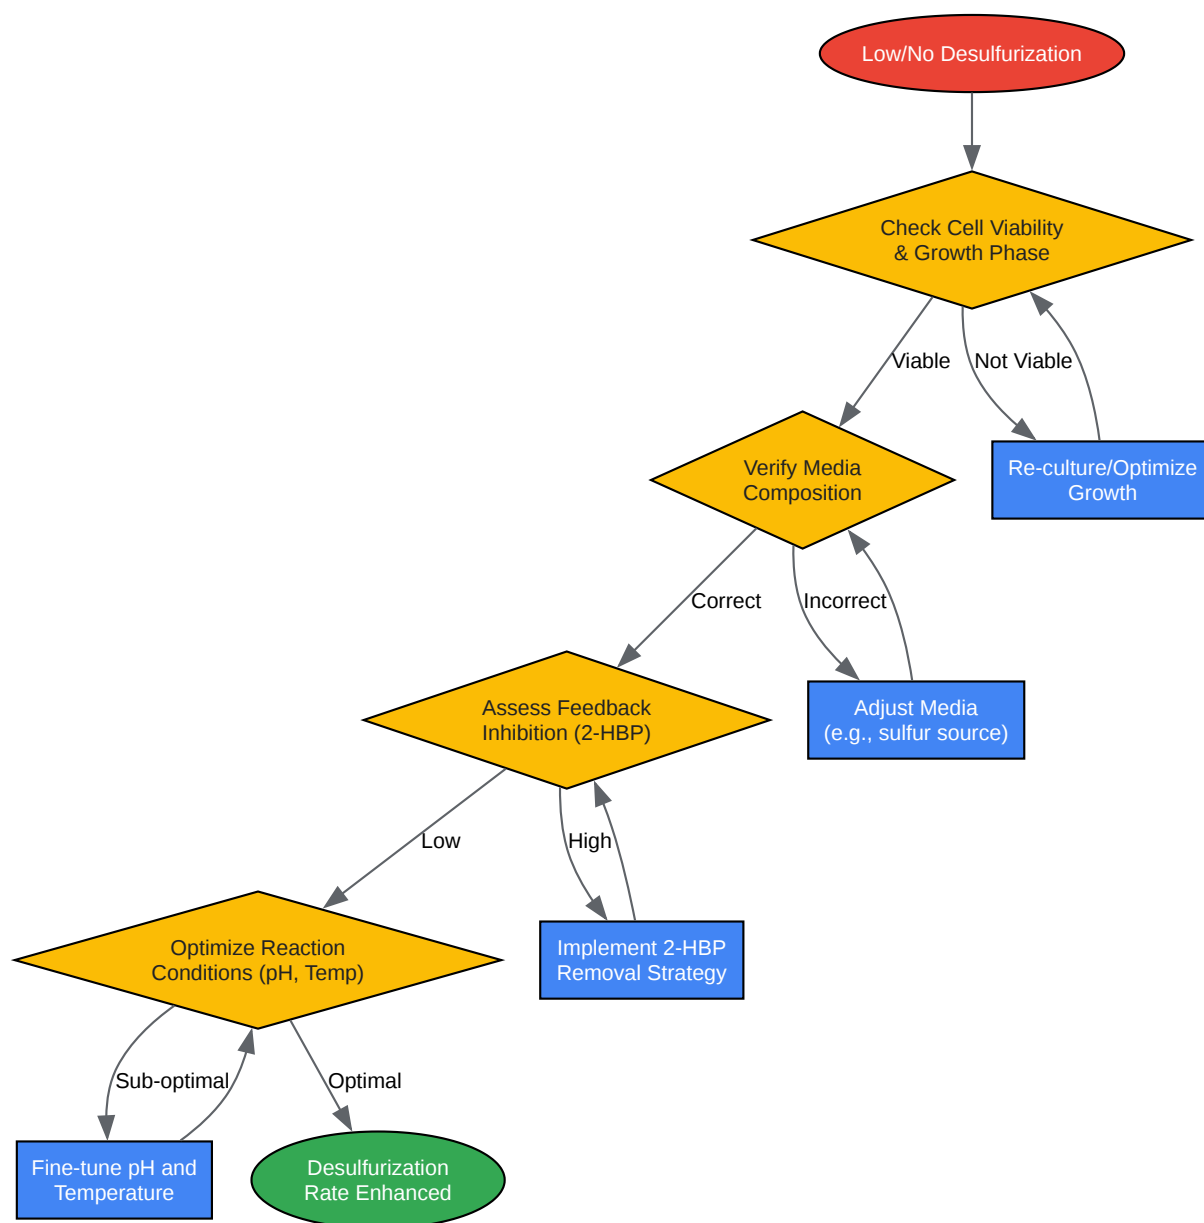 Low/No Desulfurization
Check Cell Viability
& Growth Phase
Viable
Not Viable
Verify Media
Composition
Re-culture/Optimize
Growth
Correct
Incorrect
Assess Feedback
Inhibition (2-HBP)
Adjust Media
(e.g., sulfur source)
Low
High
Optimize Reaction
Conditions (pH, Temp)
Implement 2-HBP
Removal Strategy
Sub-optimal
Optimal
Fine-tune pH and
Temperature
Desulfurization
Rate Enhanced